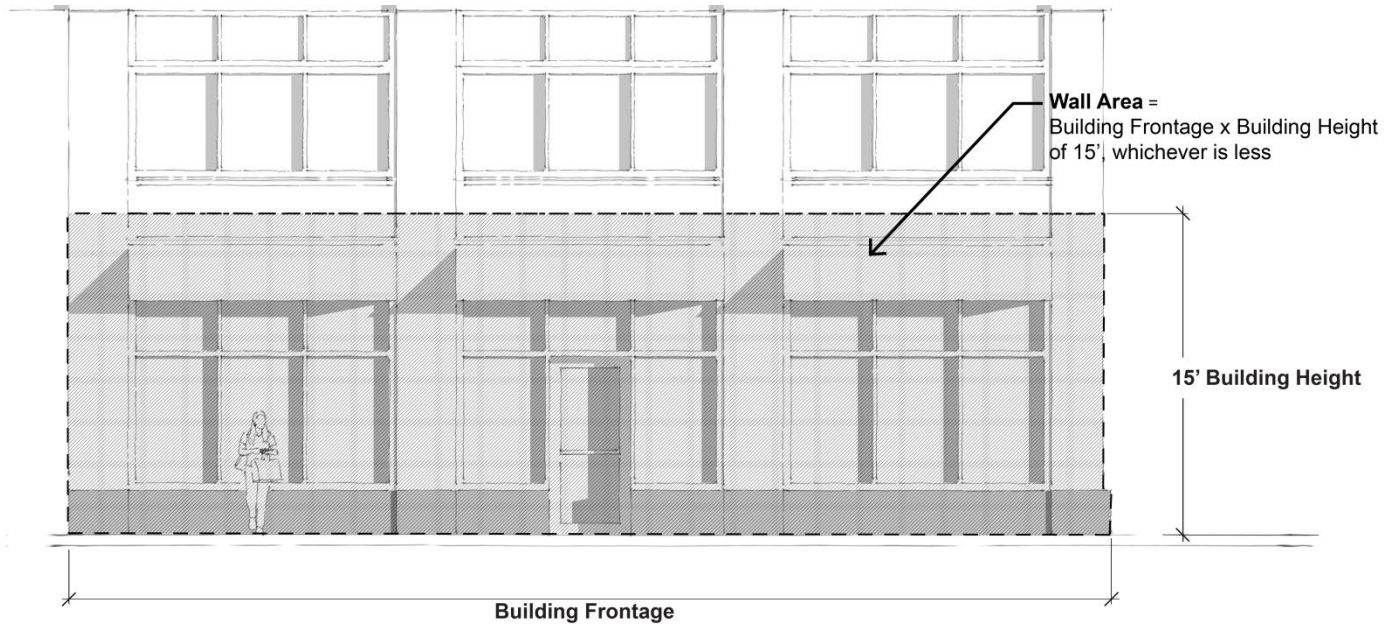 Wall Area =
Building Frontage x Building Height
of 15', whichever is less
15' Building Height
Building Frontage